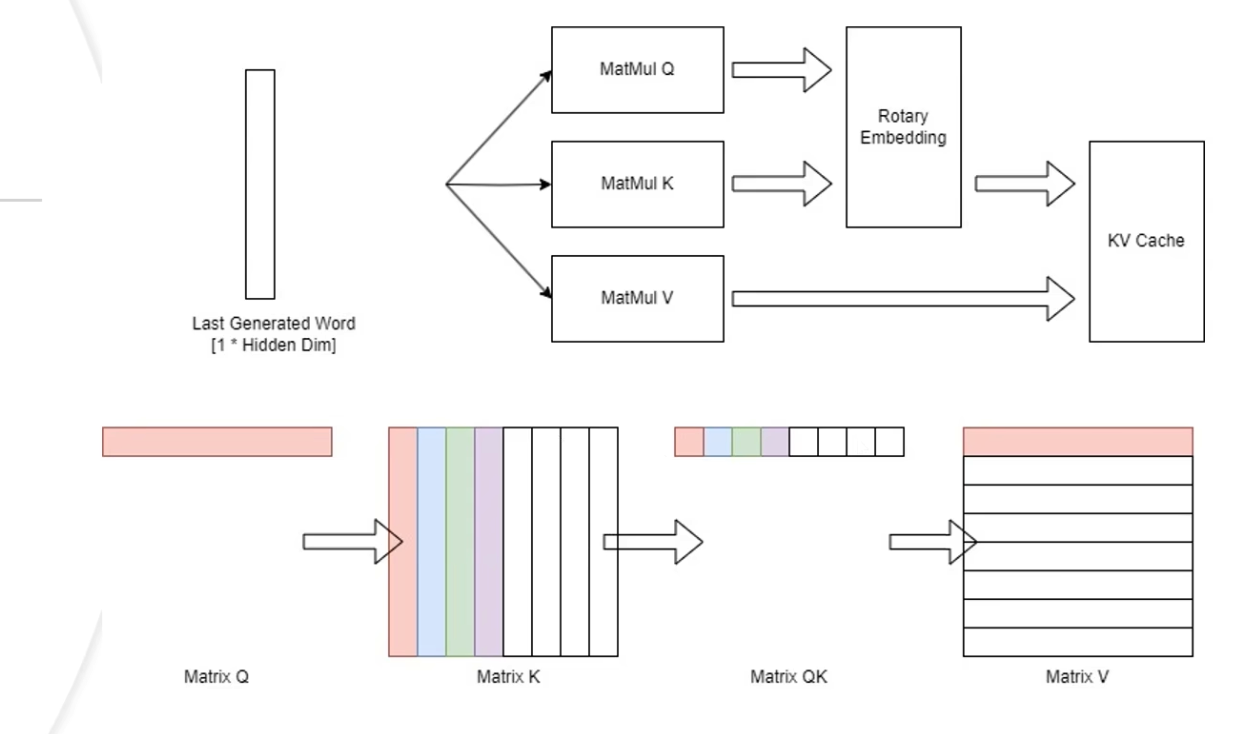 MatMul Q
Rotary
Embedding
MatMul K
KV Cache
MatMul V
Last Generated Word
[1 * Hidden Dim]
Matrix Q
Matrix K
Matrix QK
Matrix V